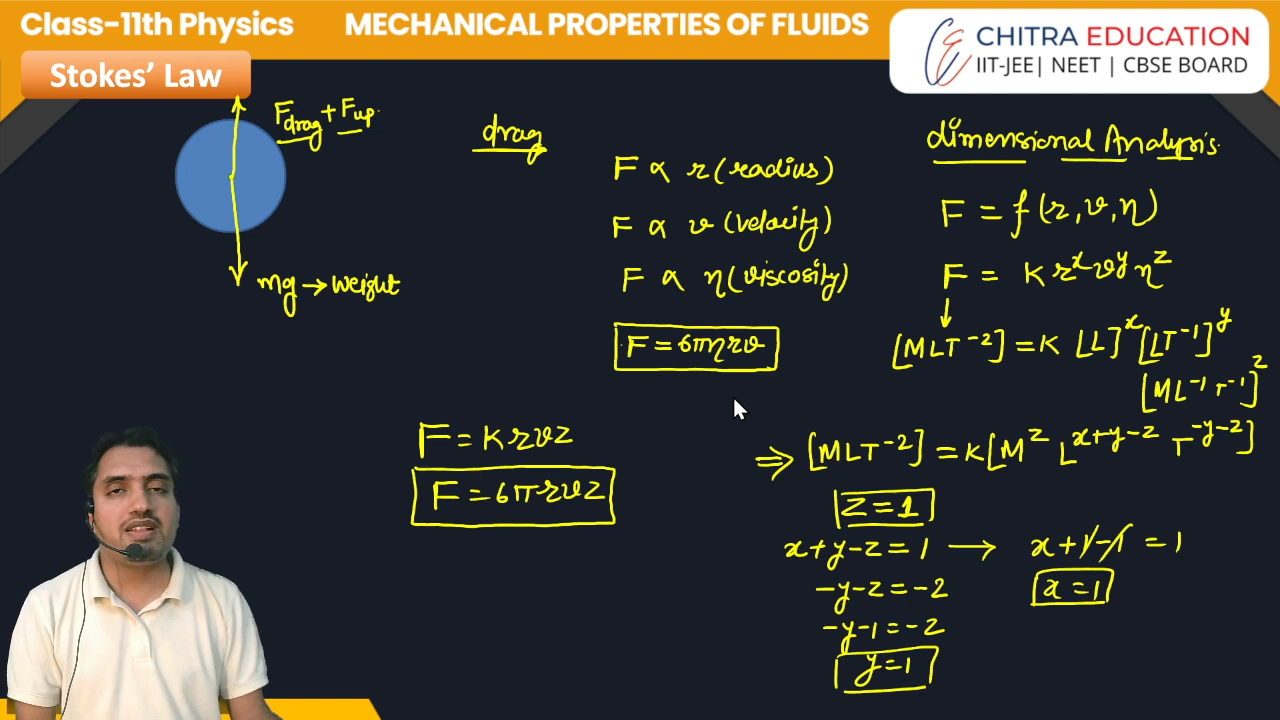 Class-11th Physics
MECHANICAL PROPERTIES OF FLUIDS
CHITRA EDUCATION
IIT-JEE| NEET | CBSE BOARD
Stokes’ Law
Fdrag + Fup.
mg → weight
drag
F ∝ r (radius)
F ∝ v (velocity)
F ∝ η (viscosity)
F = 6πηrv
F = K r v z
F = 6π r v z
dimensional Analysis.
F = f(r, v, η)
F = K r^x v^y η^z
[MLT^-2] = K [L]^x [LT^-1]^y
[ML^-1 T^-1]^z
⇒ [MLT^-2] = K [M^z L^x+y-z T^-y-z]
z = 1
x + y - z = 1 → x + 1 - 1 = 1
x = 1
-y - z = -2
-y - 1 = -2
y = 1